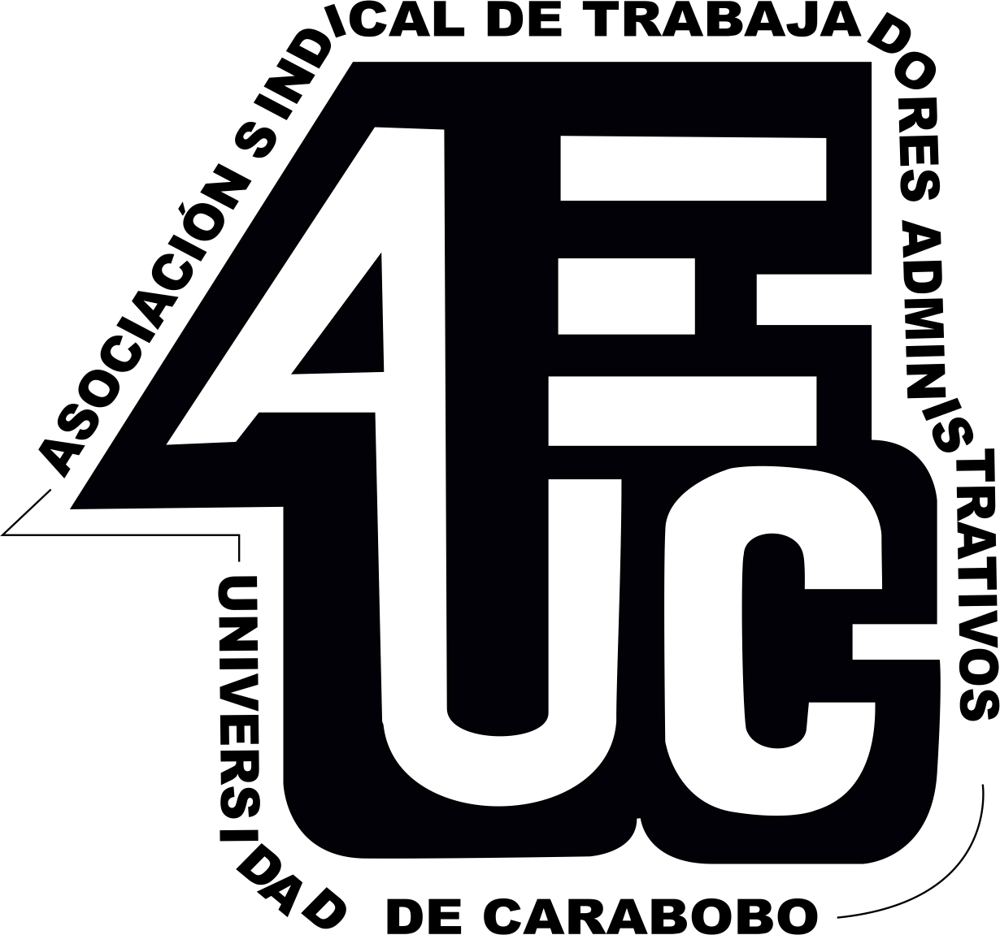 ASOCIACIÓN SINDICAL DE TRABAJADORES ADMINISTRATIVOS
UNIVERSIDAD DE CARABOBO
AEUC